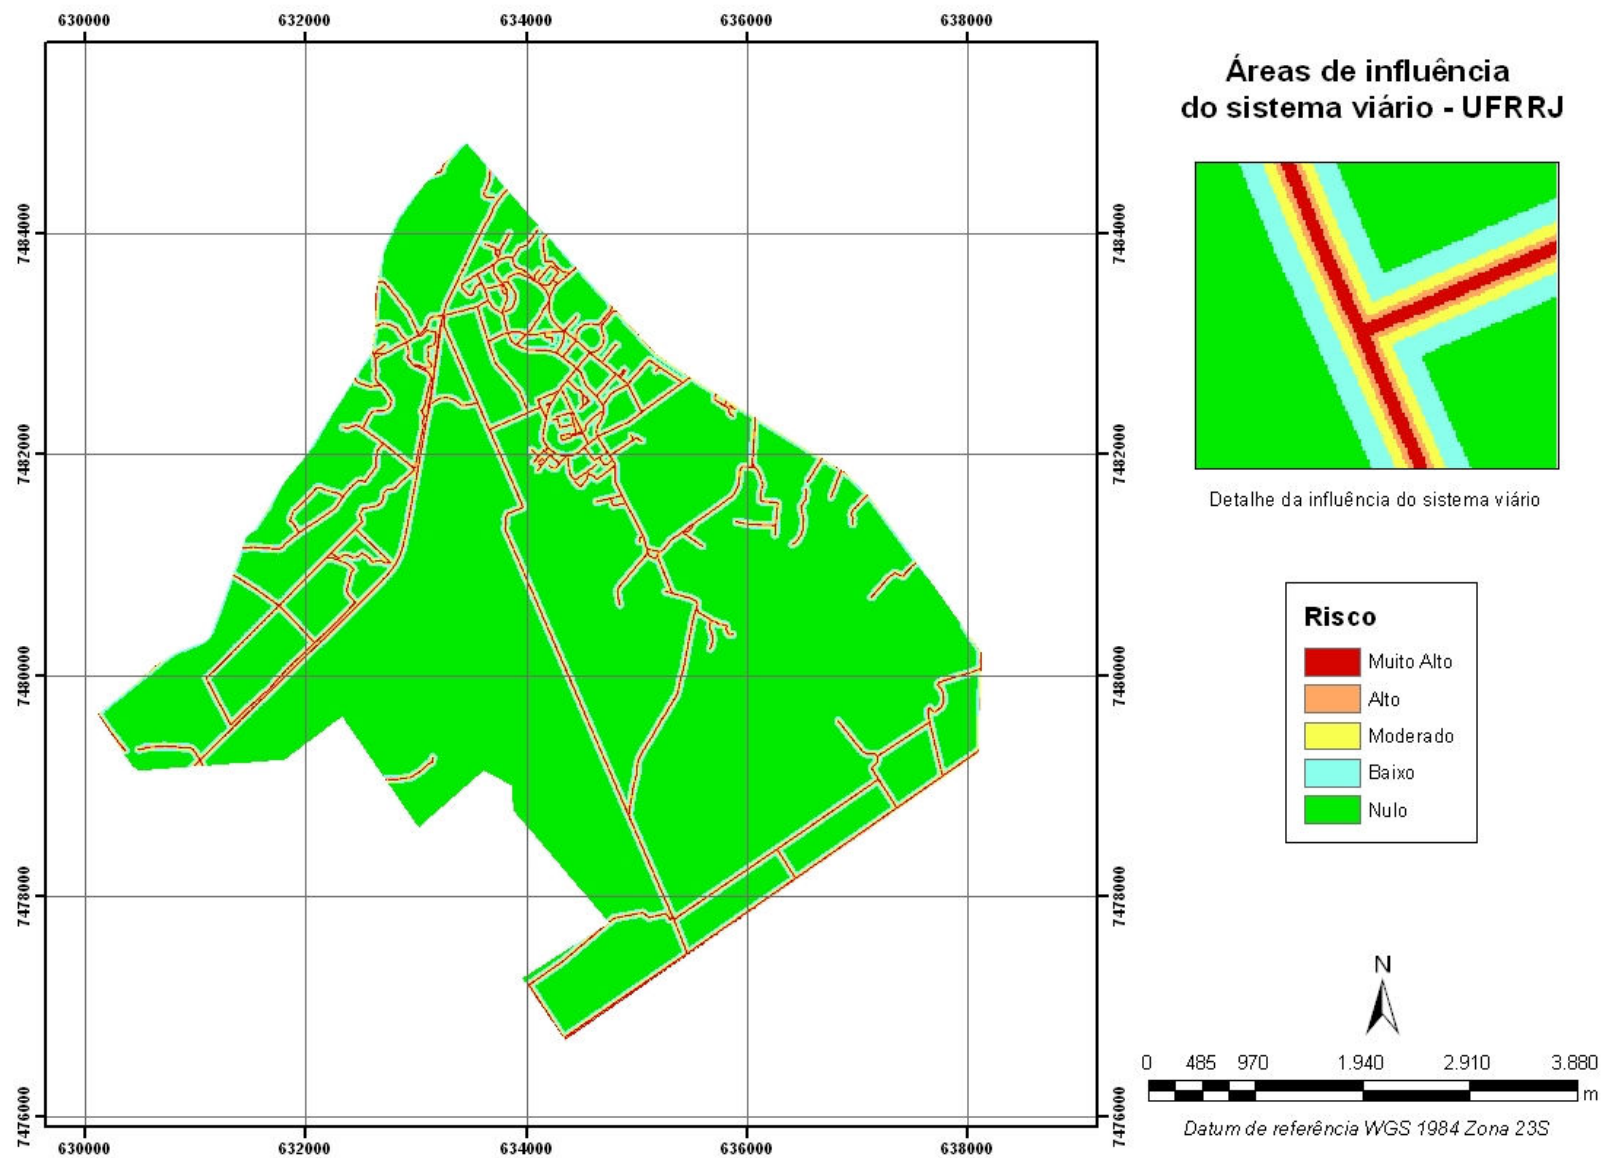 630000 632000 634000 636000 638000
Áreas de influência
do sistema viário - UFRRJ
7484000 7484000
7482000 7482000
Detalhe da influência do sistema viário
Risco
Muito Alto
Alto
Moderado
Baixo
Nulo
7480000 7480000
7478000 7478000
N
0 485 970 1.940 2.910 3.880
m
7476000 7476000
Datum de referência WGS 1984 Zona 23S
630000 632000 634000 636000 638000